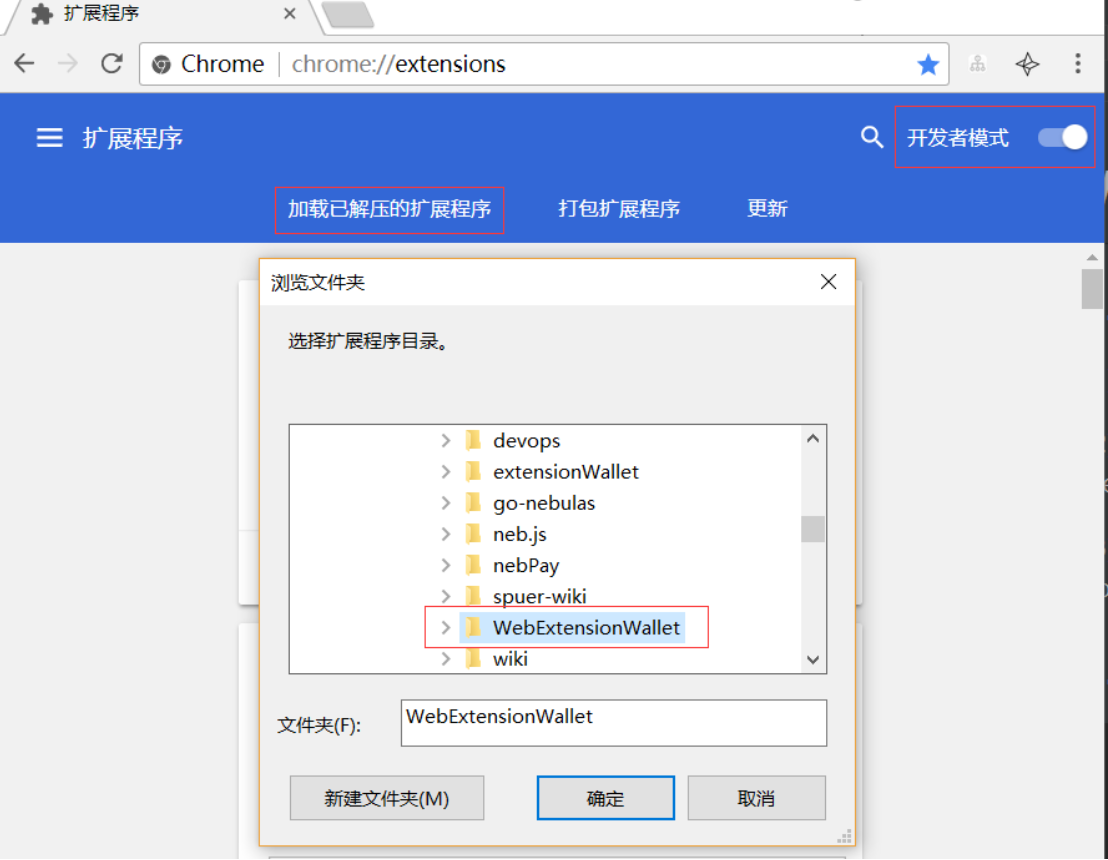 扩展程序
Chrome chrome://extensions
扩展程序
开发者模式
加载已解压的扩展程序 打包扩展程序 更新
浏览文件夹
选择扩展程序目录。
devops
extensionWallet
go-nebulas
neb.js
nebPay
spuer-wiki
WebExtensionWallet
wiki
文件夹(F): WebExtensionWallet
新建文件夹(M) 确定 取消